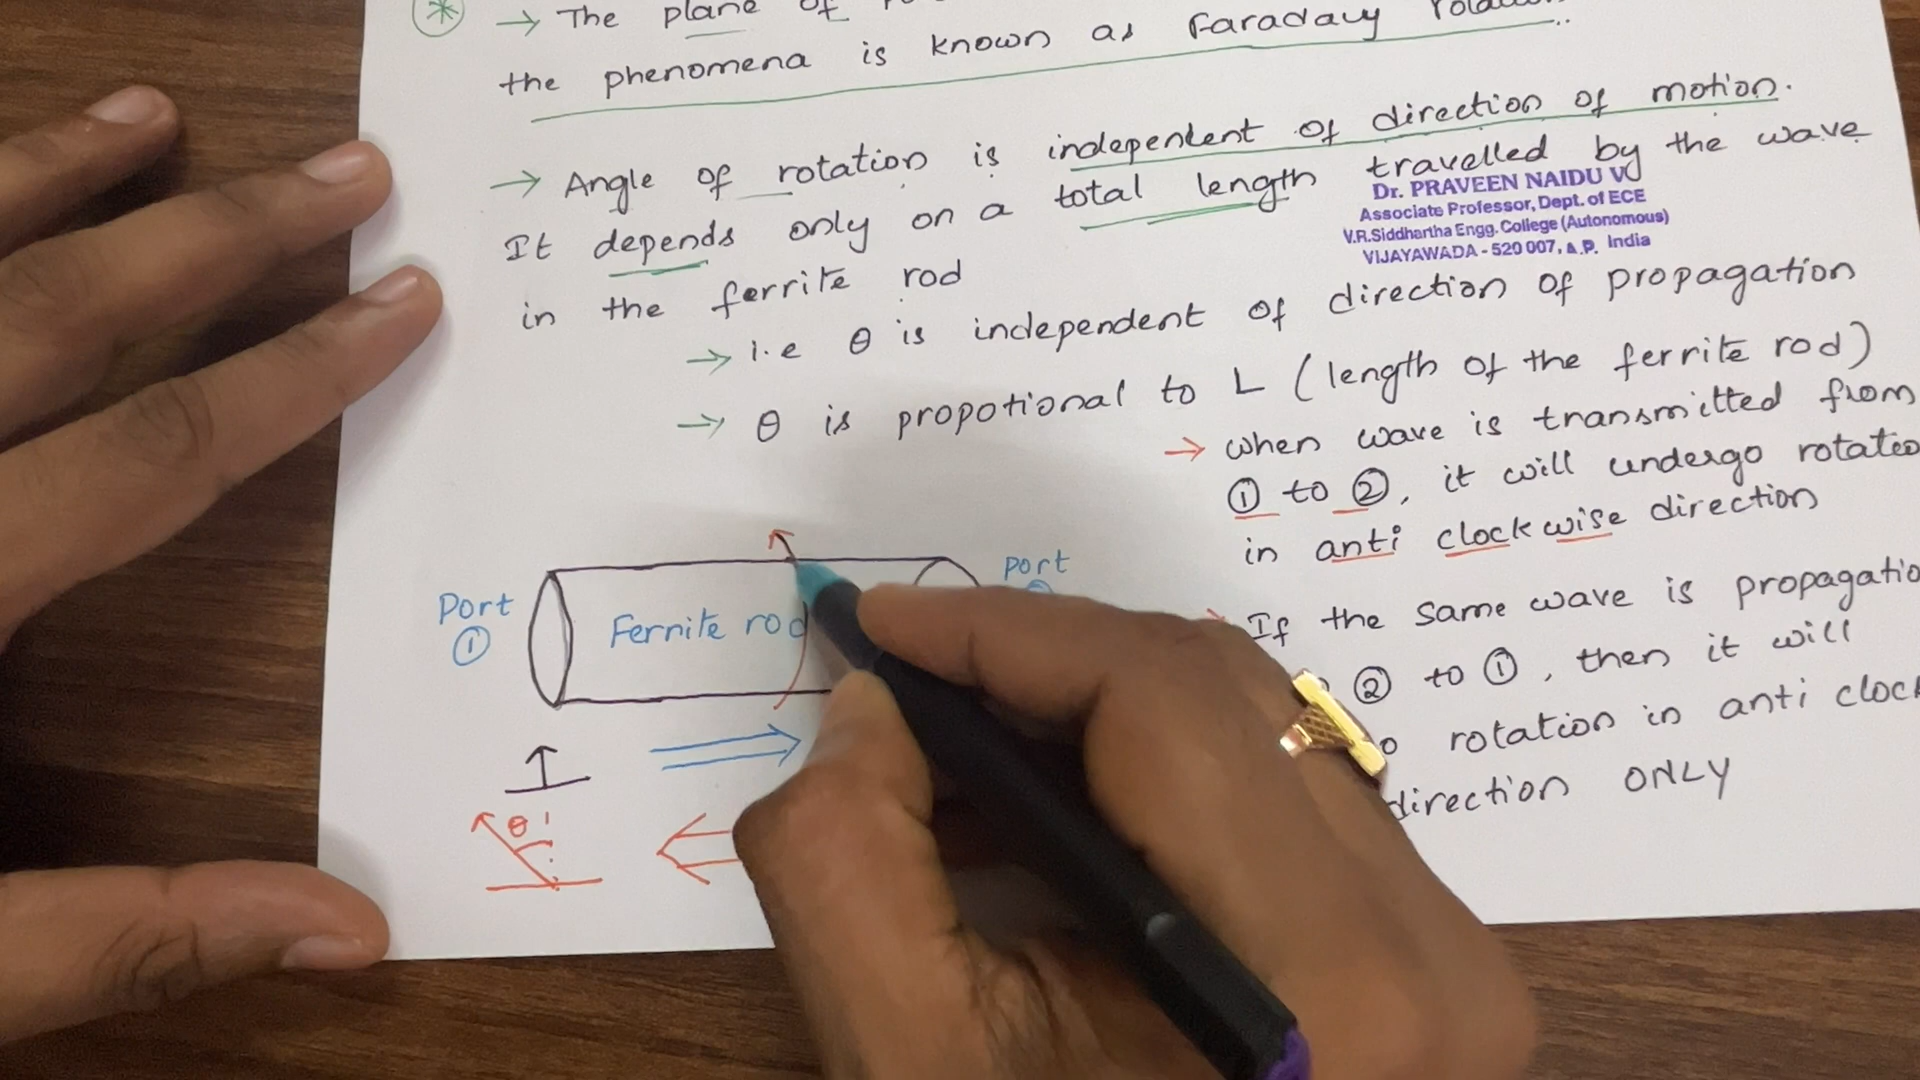 → The plane of
the phenomena is known as Faraday
→ Angle of rotation is indepentent of direction of motion.
It depends only on a total length travelled by the wave
in the ferrite rod
Dr. PRAVEEN NAIDU V
Associate Professor, Dept. of ECE
V.R.Siddhartha Engg. College (Autonomous)
VIJAYAWADA - 520 007, A.P. India
→ i.e θ is independent of direction of propagation
→ θ is propotional to L (length of the ferrite rod)
→ when wave is transmitted from
① to ②, it will undergo
in anti clockwise direction
If the same wave is
② to ①, then it will
rotation in anti
direction ONLY
Port
①
Ferrite rod
Port
θ